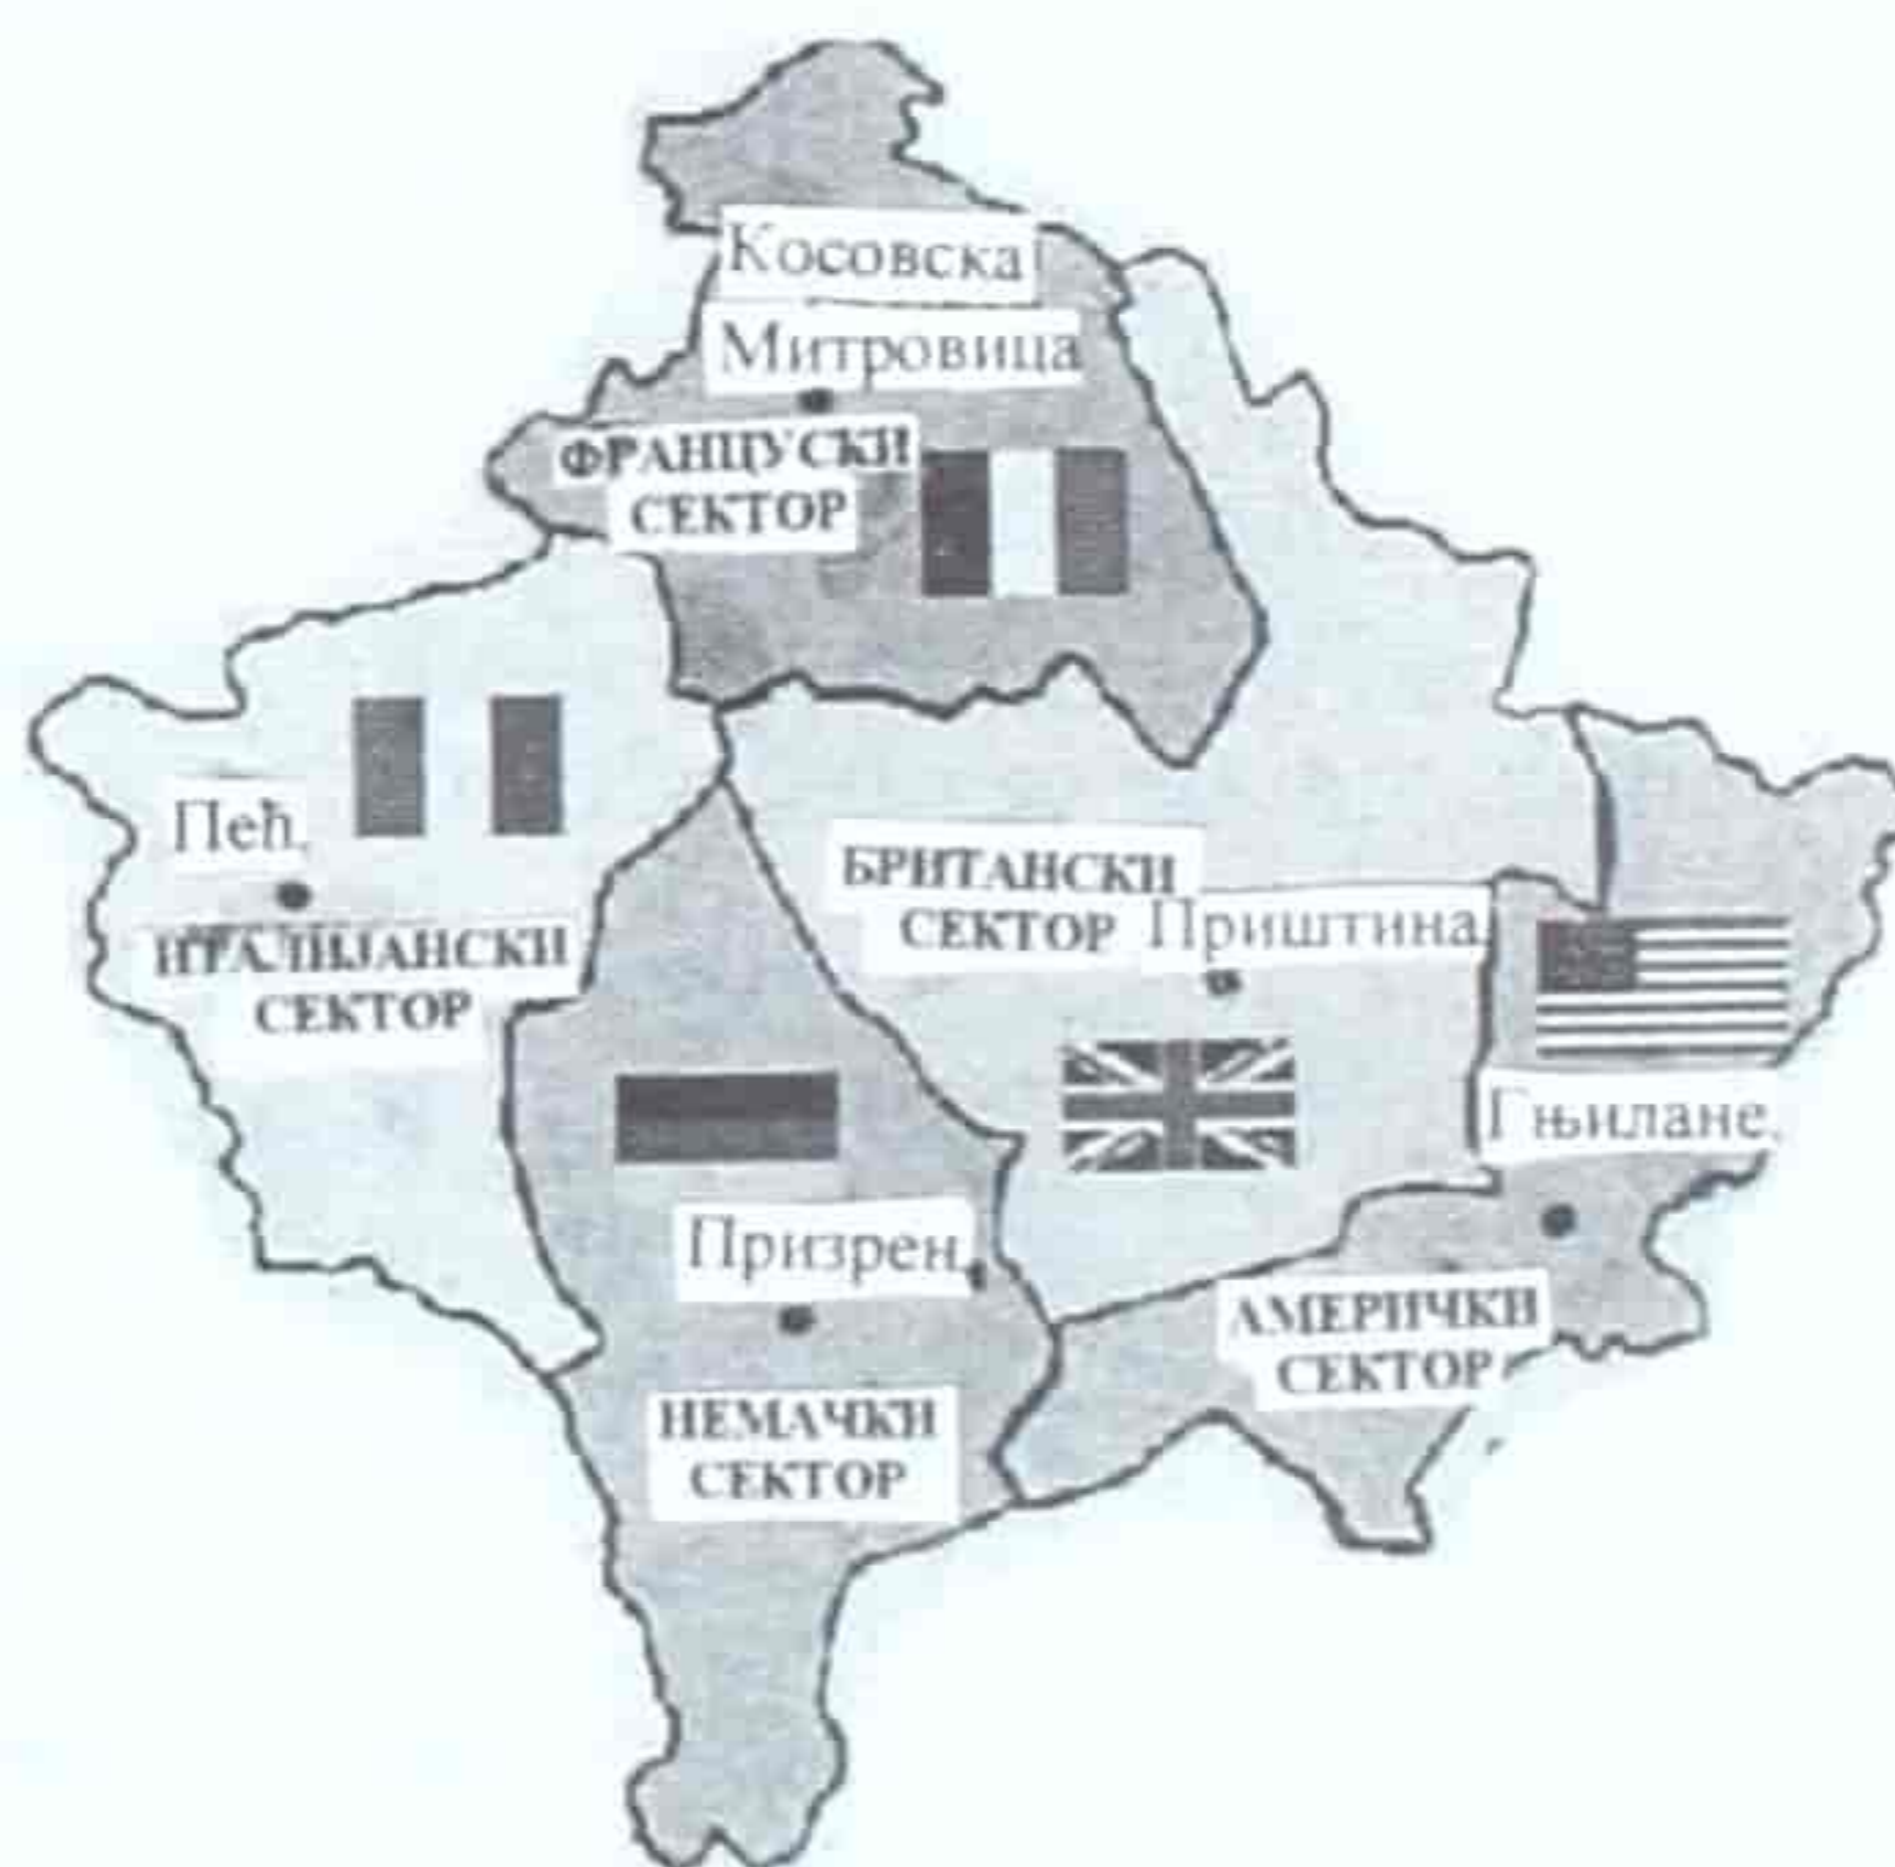 Косовска
Митровица
ФРАНЦУСКИ
СЕКТОР
Пећ
ИТАЛИЈАНСКИ
СЕКТОР
БРИТАНСКИ
СЕКТОР
Приштина
Гњилане
Призрен
АМЕРИЧКИ
СЕКТОР
НЕМАЧКИ
СЕКТОР